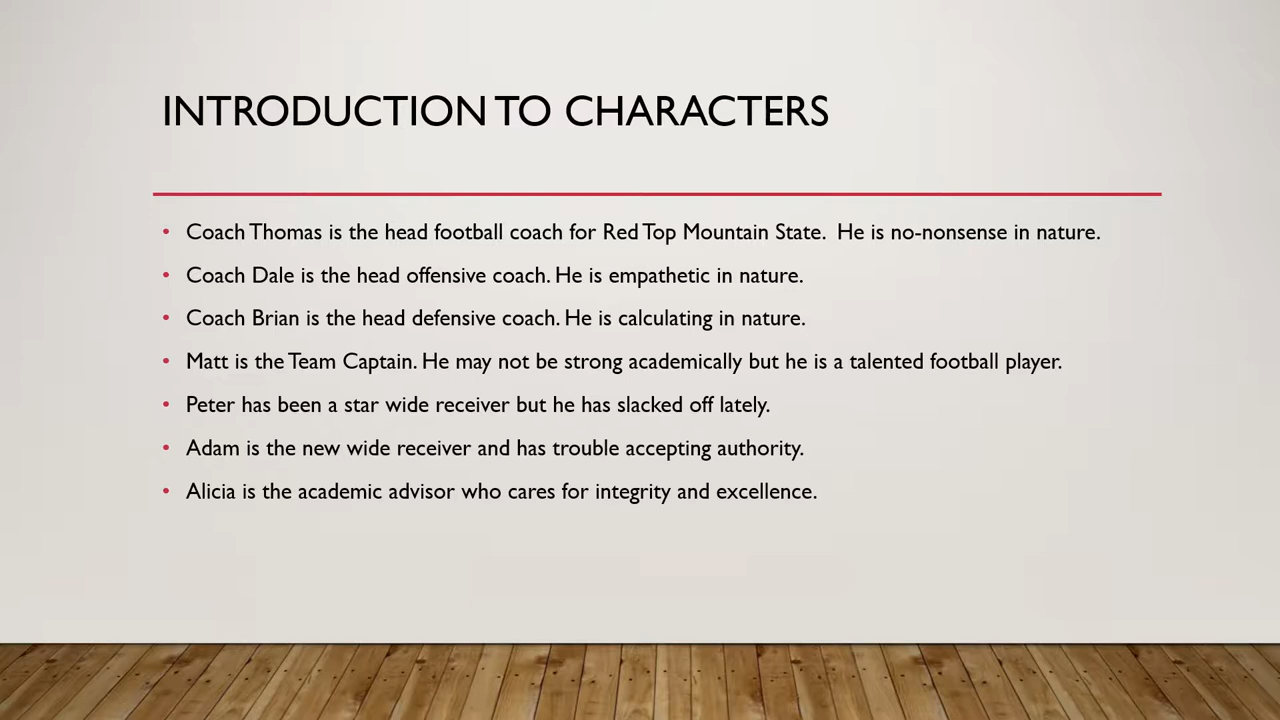 INTRODUCTION TO CHARACTERS
• Coach Thomas is the head football coach for Red Top Mountain State.  He is no-nonsense in nature.
• Coach Dale is the head offensive coach. He is empathetic in nature.
• Coach Brian is the head defensive coach. He is calculating in nature.
• Matt is the Team Captain. He may not be strong academically but he is a talented football player.
• Peter has been a star wide receiver but he has slacked off lately.
• Adam is the new wide receiver and has trouble accepting authority.
• Alicia is the academic advisor who cares for integrity and excellence.